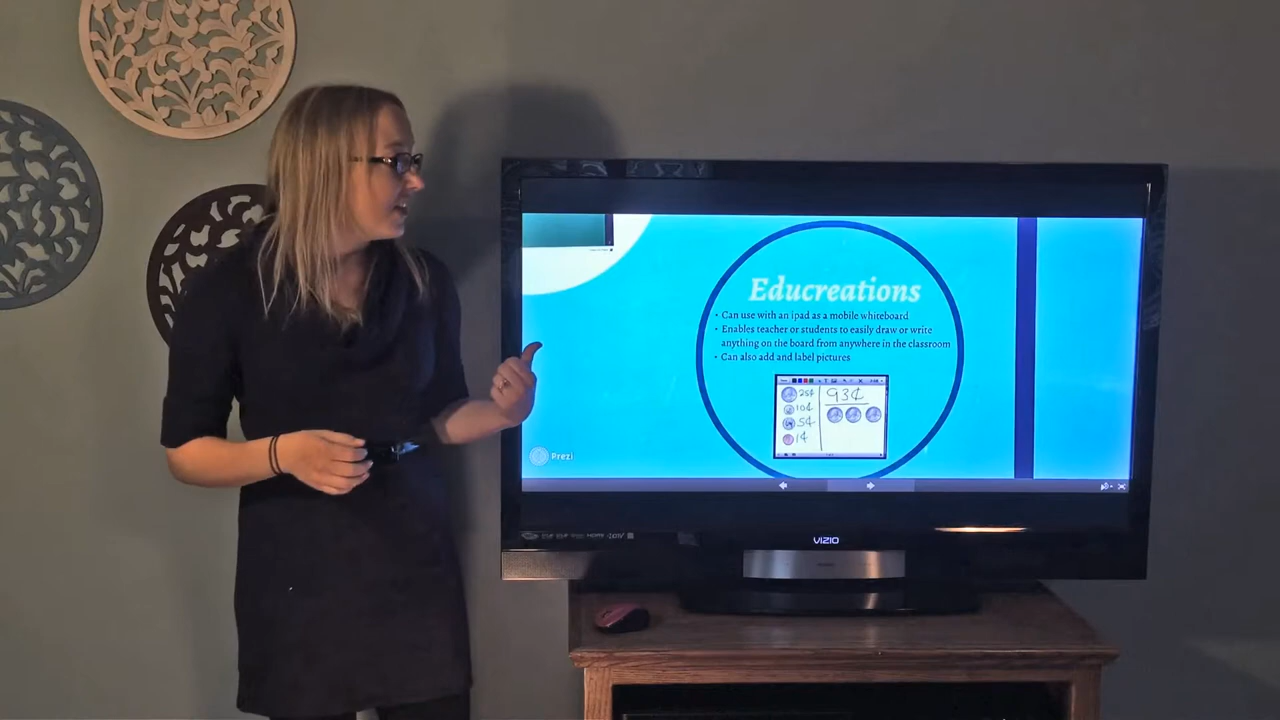 Educreations
• Can use with an ipad as a mobile whiteboard
• Enables teacher or students to easily draw or write
anything on the board from anywhere in the classroom
• Can also add and label pictures
25¢
10¢
5¢
1¢
93¢
Prezi
VIZIO